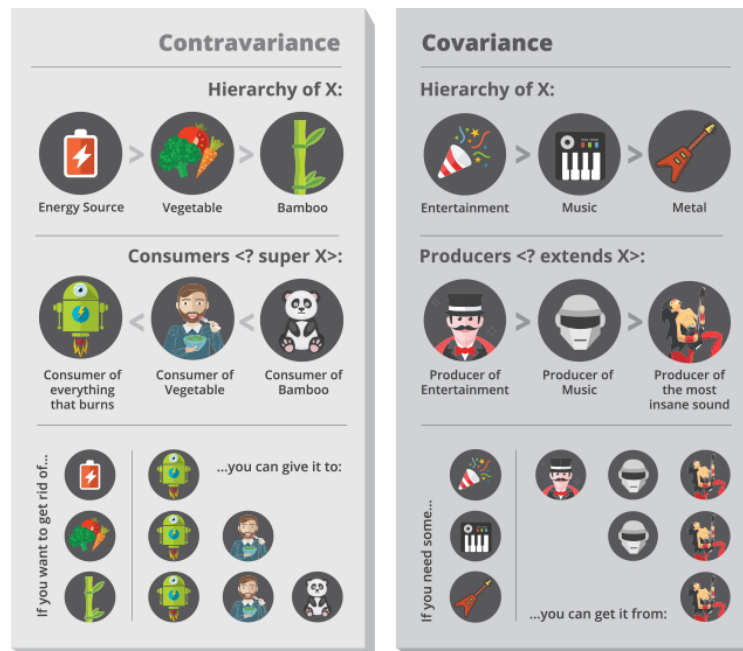 Contravariance
Hierarchy of X:
>
>
Energy Source
Vegetable
Bamboo
Consumers <? super X>:
<
<
Consumer of
everything
that burns
Consumer of
Vegetable
Consumer of
Bamboo
If you want to get rid of...
...you can give it to:
Covariance
Hierarchy of X:
>
>
Entertainment
Music
Metal
Producers <? extends X>:
>
>
Producer of
Entertainment
Producer of
Music
Producer of
the most
insane sound
If you need some...
...you can get it from: